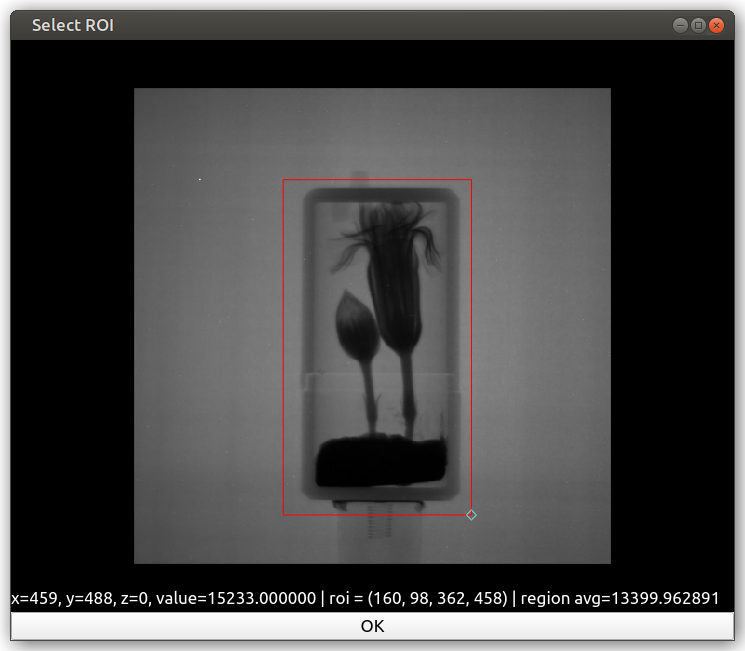 Select ROI
x=459, y=488, z=0, value=15233.000000 | roi = (160, 98, 362, 458) | region avg=13399.962891
OK